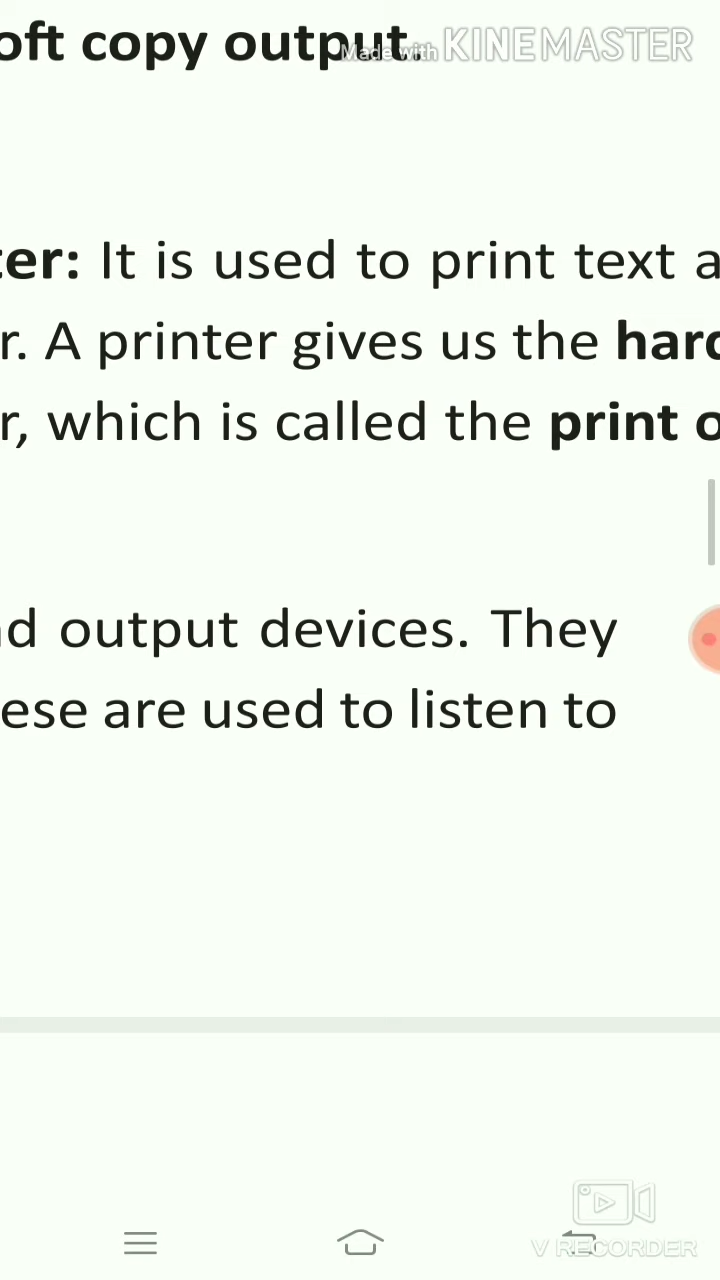 oft copy output.
Made with KINEMASTER
ter: It is used to print text a
r. A printer gives us the hard
r, which is called the print o
nd output devices. They
ese are used to listen to
V RECORDER